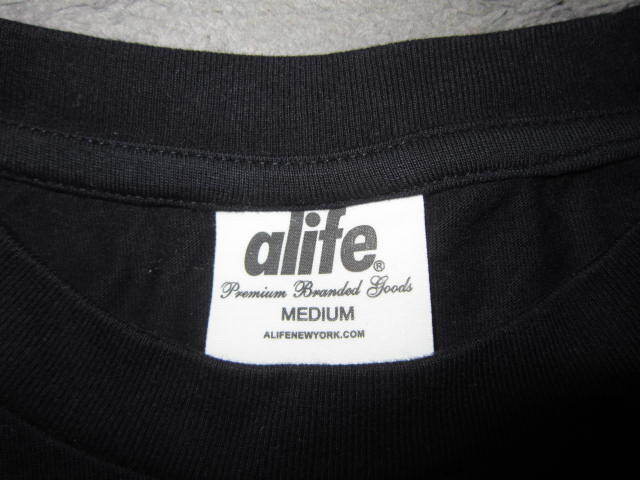 alife®
Premium Branded Goods
MEDIUM
ALIFENEWYORK.COM